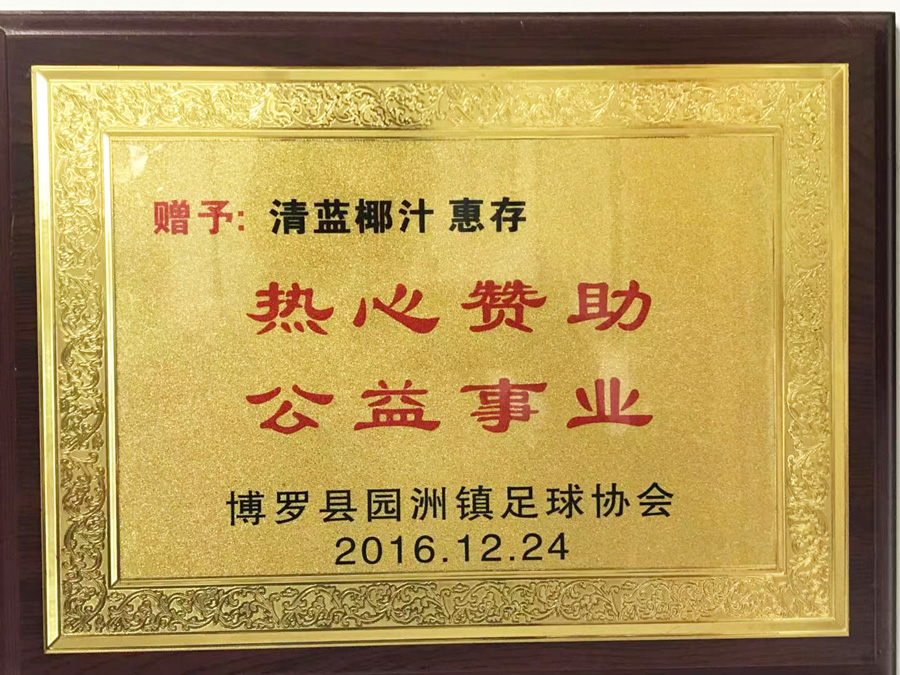 赠予: 清蓝椰汁 惠存
热心赞助
公益事业
博罗县园洲镇足球协会
2016.12.24